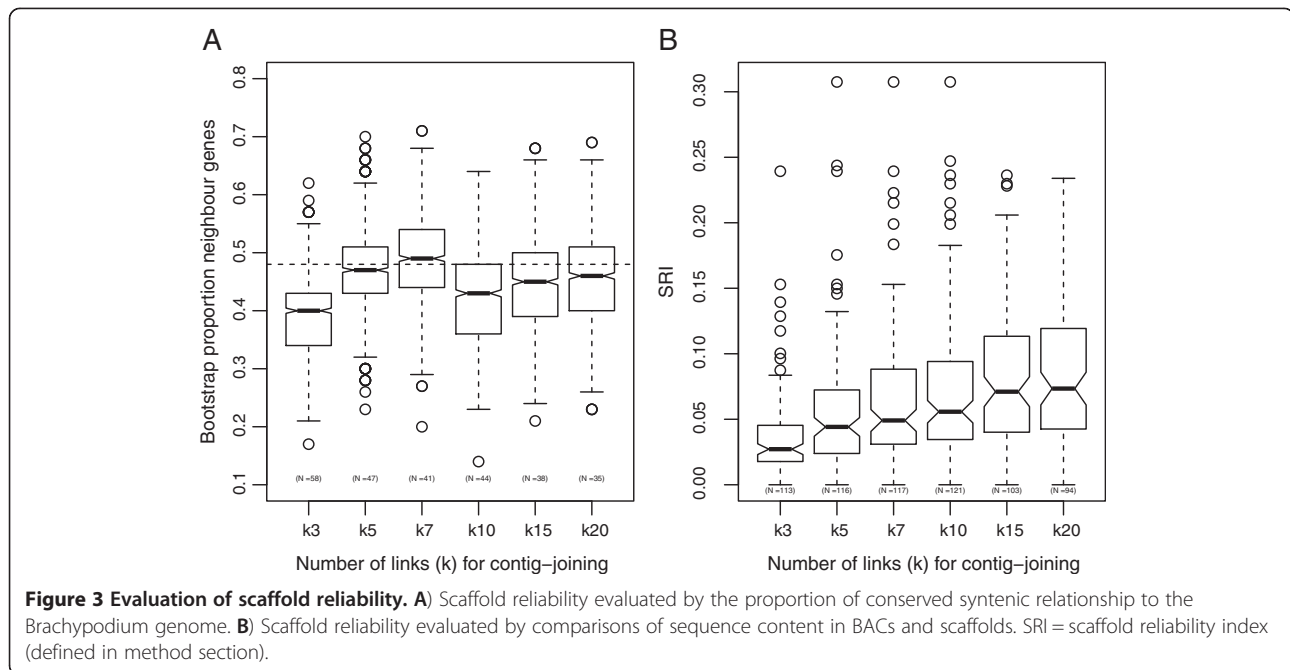 A
B
Bootstrap proportion neighbour genes
0.8
0.7
0.6
0.5
0.4
0.3
0.2
0.1
(N =58) (N =47) (N =41) (N =44) (N =38) (N =35)
k3 k5 k7 k10 k15 k20
Number of links (k) for contig−joining
SRI
0.30
0.25
0.20
0.15
0.10
0.05
0.00
(N =113) (N =116) (N =117) (N =121) (N =103) (N =94)
k3 k5 k7 k10 k15 k20
Number of links (k) for contig−joining
Figure 3 Evaluation of scaffold reliability. A) Scaffold reliability evaluated by the proportion of conserved syntenic relationship to the
Brachypodium genome. B) Scaffold reliability evaluated by comparisons of sequence content in BACs and scaffolds. SRI = scaffold reliability index
(defined in method section).